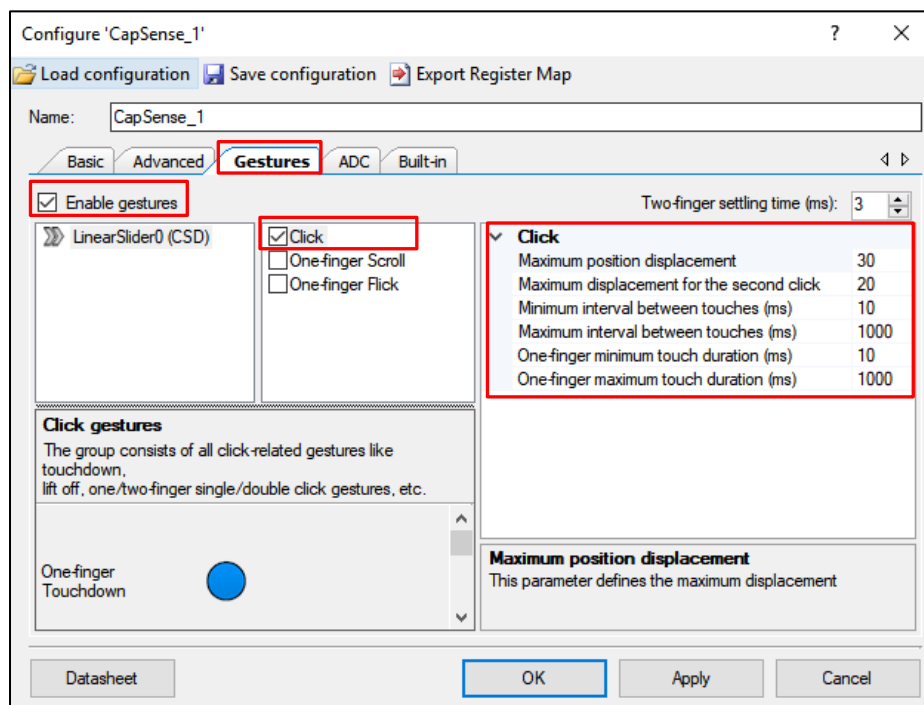 Configure 'CapSense_1'
?
Load configuration Save configuration Export Register Map
Name: CapSense_1
Basic Advanced Gestures ADC Built-in
Enable gestures
Two-finger settling time (ms): 3
LinearSlider0 (CSD)
Click
One-finger Scroll
One-finger Flick
Click
Maximum position displacement 30
Maximum displacement for the second click 20
Minimum interval between touches (ms) 10
Maximum interval between touches (ms) 1000
One-finger minimum touch duration (ms) 10
One-finger maximum touch duration (ms) 1000
Click gestures
The group consists of all click-related gestures like
touchdown,
lift off, one/two-finger single/double click gestures, etc.
One-finger
Touchdown
Maximum position displacement
This parameter defines the maximum displacement
Datasheet OK Apply Cancel